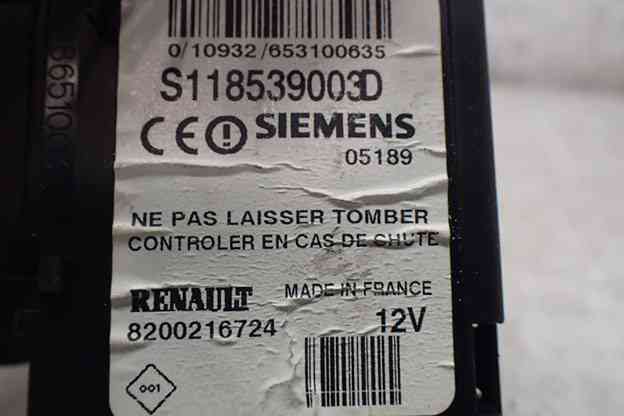 0/10932/653100635
S118539003D
CE SIEMENS
05189
NE PAS LAISSER TOMBER
CONTROLER EN CAS DE CHUTE
RENAULT MADE IN FRANCE
8200216724 12V
001